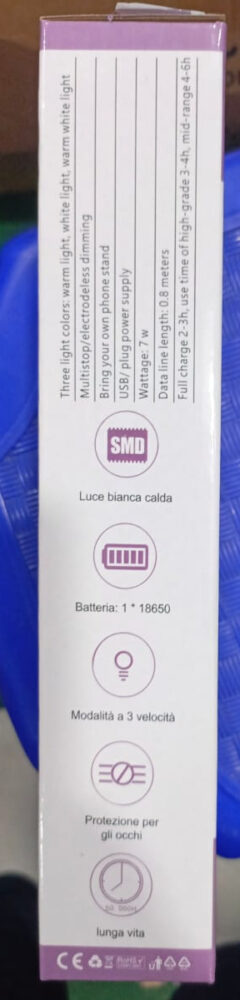 Three light colors: warm light, white light, warm white light
Multistop/electrodeless dimming
Bring your own phone stand
USB/ plug power supply
Wattage: 7 w
Data line length: 0.8 meters
Full charge 2-3h, use time of high-grade 3-4h, mid-range 4-6h
SMD
Luce bianca calda
Batteria: 1 * 18650
Modalità a 3 velocità
Protezione per
gli occhi
lunga vita
CE RoHS